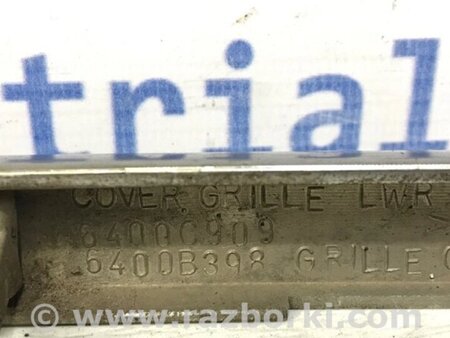 trial
COVER GRILLE LWR
6400C909
6400B398 GRILLE
www.razborki.com